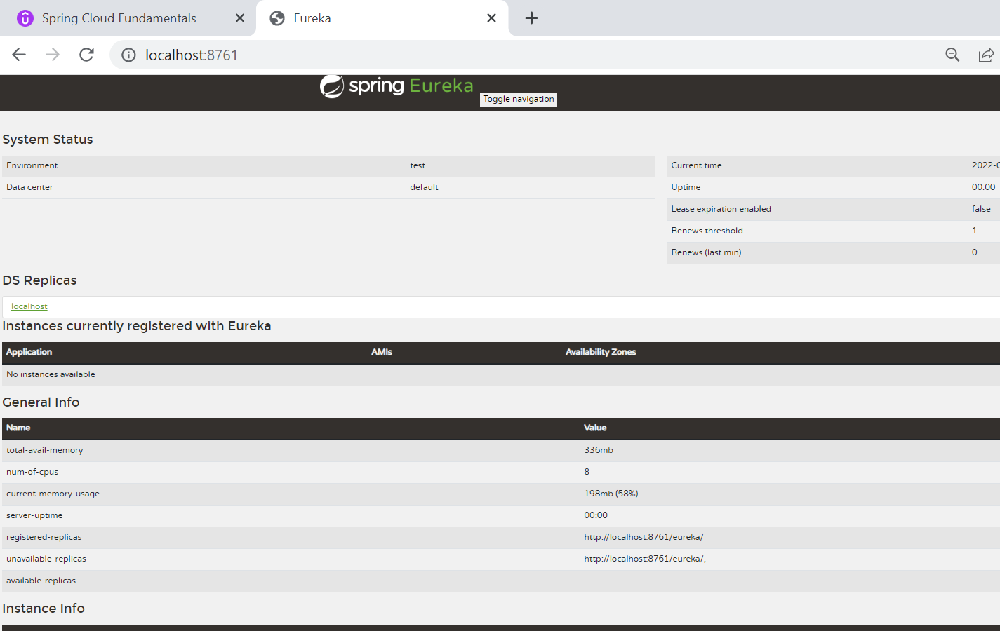 Spring Cloud Fundamentals
Eureka
localhost:8761
spring Eureka
Toggle navigation
System Status
Environment test
Data center default
Current time 2022-0
Uptime 00:00
Lease expiration enabled false
Renews threshold 1
Renews (last min) 0
DS Replicas
localhost
Instances currently registered with Eureka
Application AMIs Availability Zones
No instances available
General Info
Name Value
total-avail-memory 336mb
num-of-cpus 8
current-memory-usage 198mb (58%)
server-uptime 00:00
registered-replicas http://localhost:8761/eureka/
unavailable-replicas http://localhost:8761/eureka/,
available-replicas
Instance Info